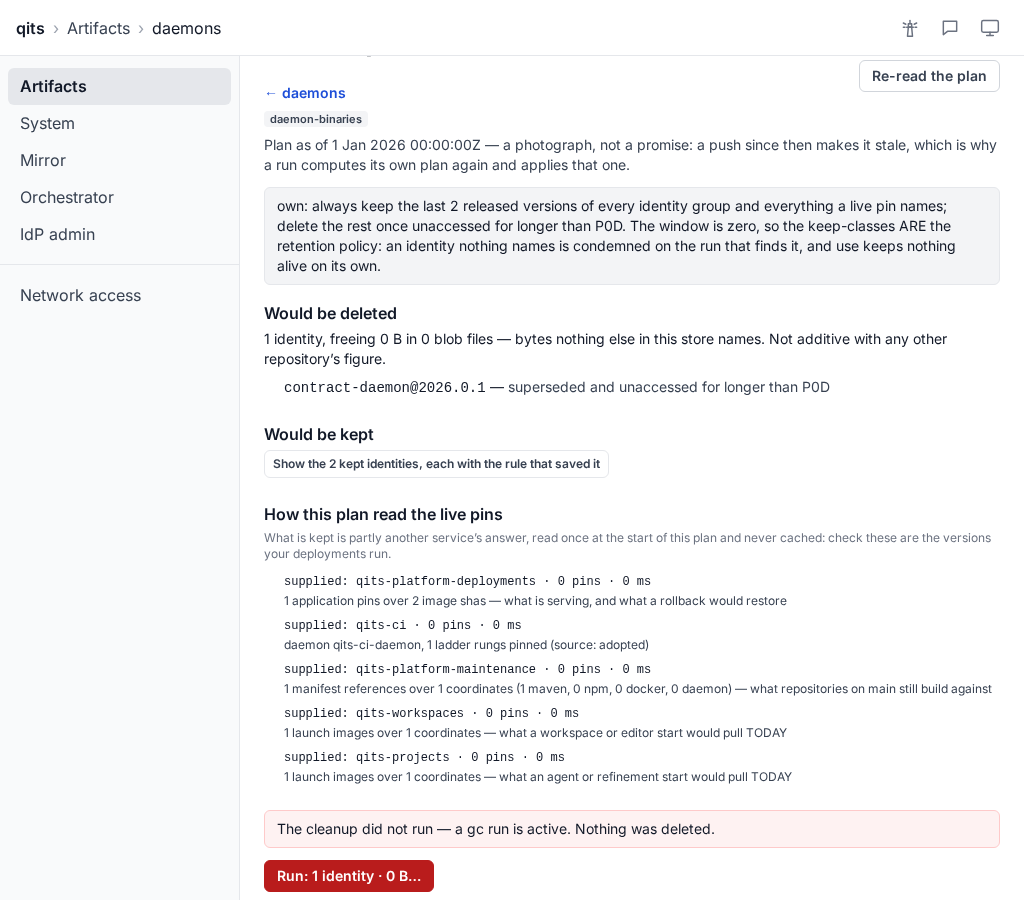 qits › Artifacts › daemons
Artifacts
System
Mirror
Orchestrator
IdP admin
Network access
Re-read the plan
← daemons
daemon-binaries
Plan as of 1 Jan 2026 00:00:00Z — a photograph, not a promise: a push since then makes it stale, which is why
a run computes its own plan again and applies that one.
own: always keep the last 2 released versions of every identity group and everything a live pin names;
delete the rest once unaccessed for longer than P0D. The window is zero, so the keep-classes ARE the
retention policy: an identity nothing names is condemned on the run that finds it, and use keeps nothing
alive on its own.
Would be deleted
1 identity, freeing 0 B in 0 blob files — bytes nothing else in this store names. Not additive with any other
repository’s figure.
contract-daemon@2026.0.1 — superseded and unaccessed for longer than P0D
Would be kept
Show the 2 kept identities, each with the rule that saved it
How this plan read the live pins
What is kept is partly another service’s answer, read once at the start of this plan and never cached: check these are the versions
your deployments run.
supplied: qits-platform-deployments · 0 pins · 0 ms
1 application pins over 2 image shas — what is serving, and what a rollback would restore
supplied: qits-ci · 0 pins · 0 ms
daemon qits-ci-daemon, 1 ladder rungs pinned (source: adopted)
supplied: qits-platform-maintenance · 0 pins · 0 ms
1 manifest references over 1 coordinates (1 maven, 0 npm, 0 docker, 0 daemon) — what repositories on main still build against
supplied: qits-workspaces · 0 pins · 0 ms
1 launch images over 1 coordinates — what a workspace or editor start would pull TODAY
supplied: qits-projects · 0 pins · 0 ms
1 launch images over 1 coordinates — what an agent or refinement start would pull TODAY
The cleanup did not run — a gc run is active. Nothing was deleted.
Run: 1 identity · 0 B…